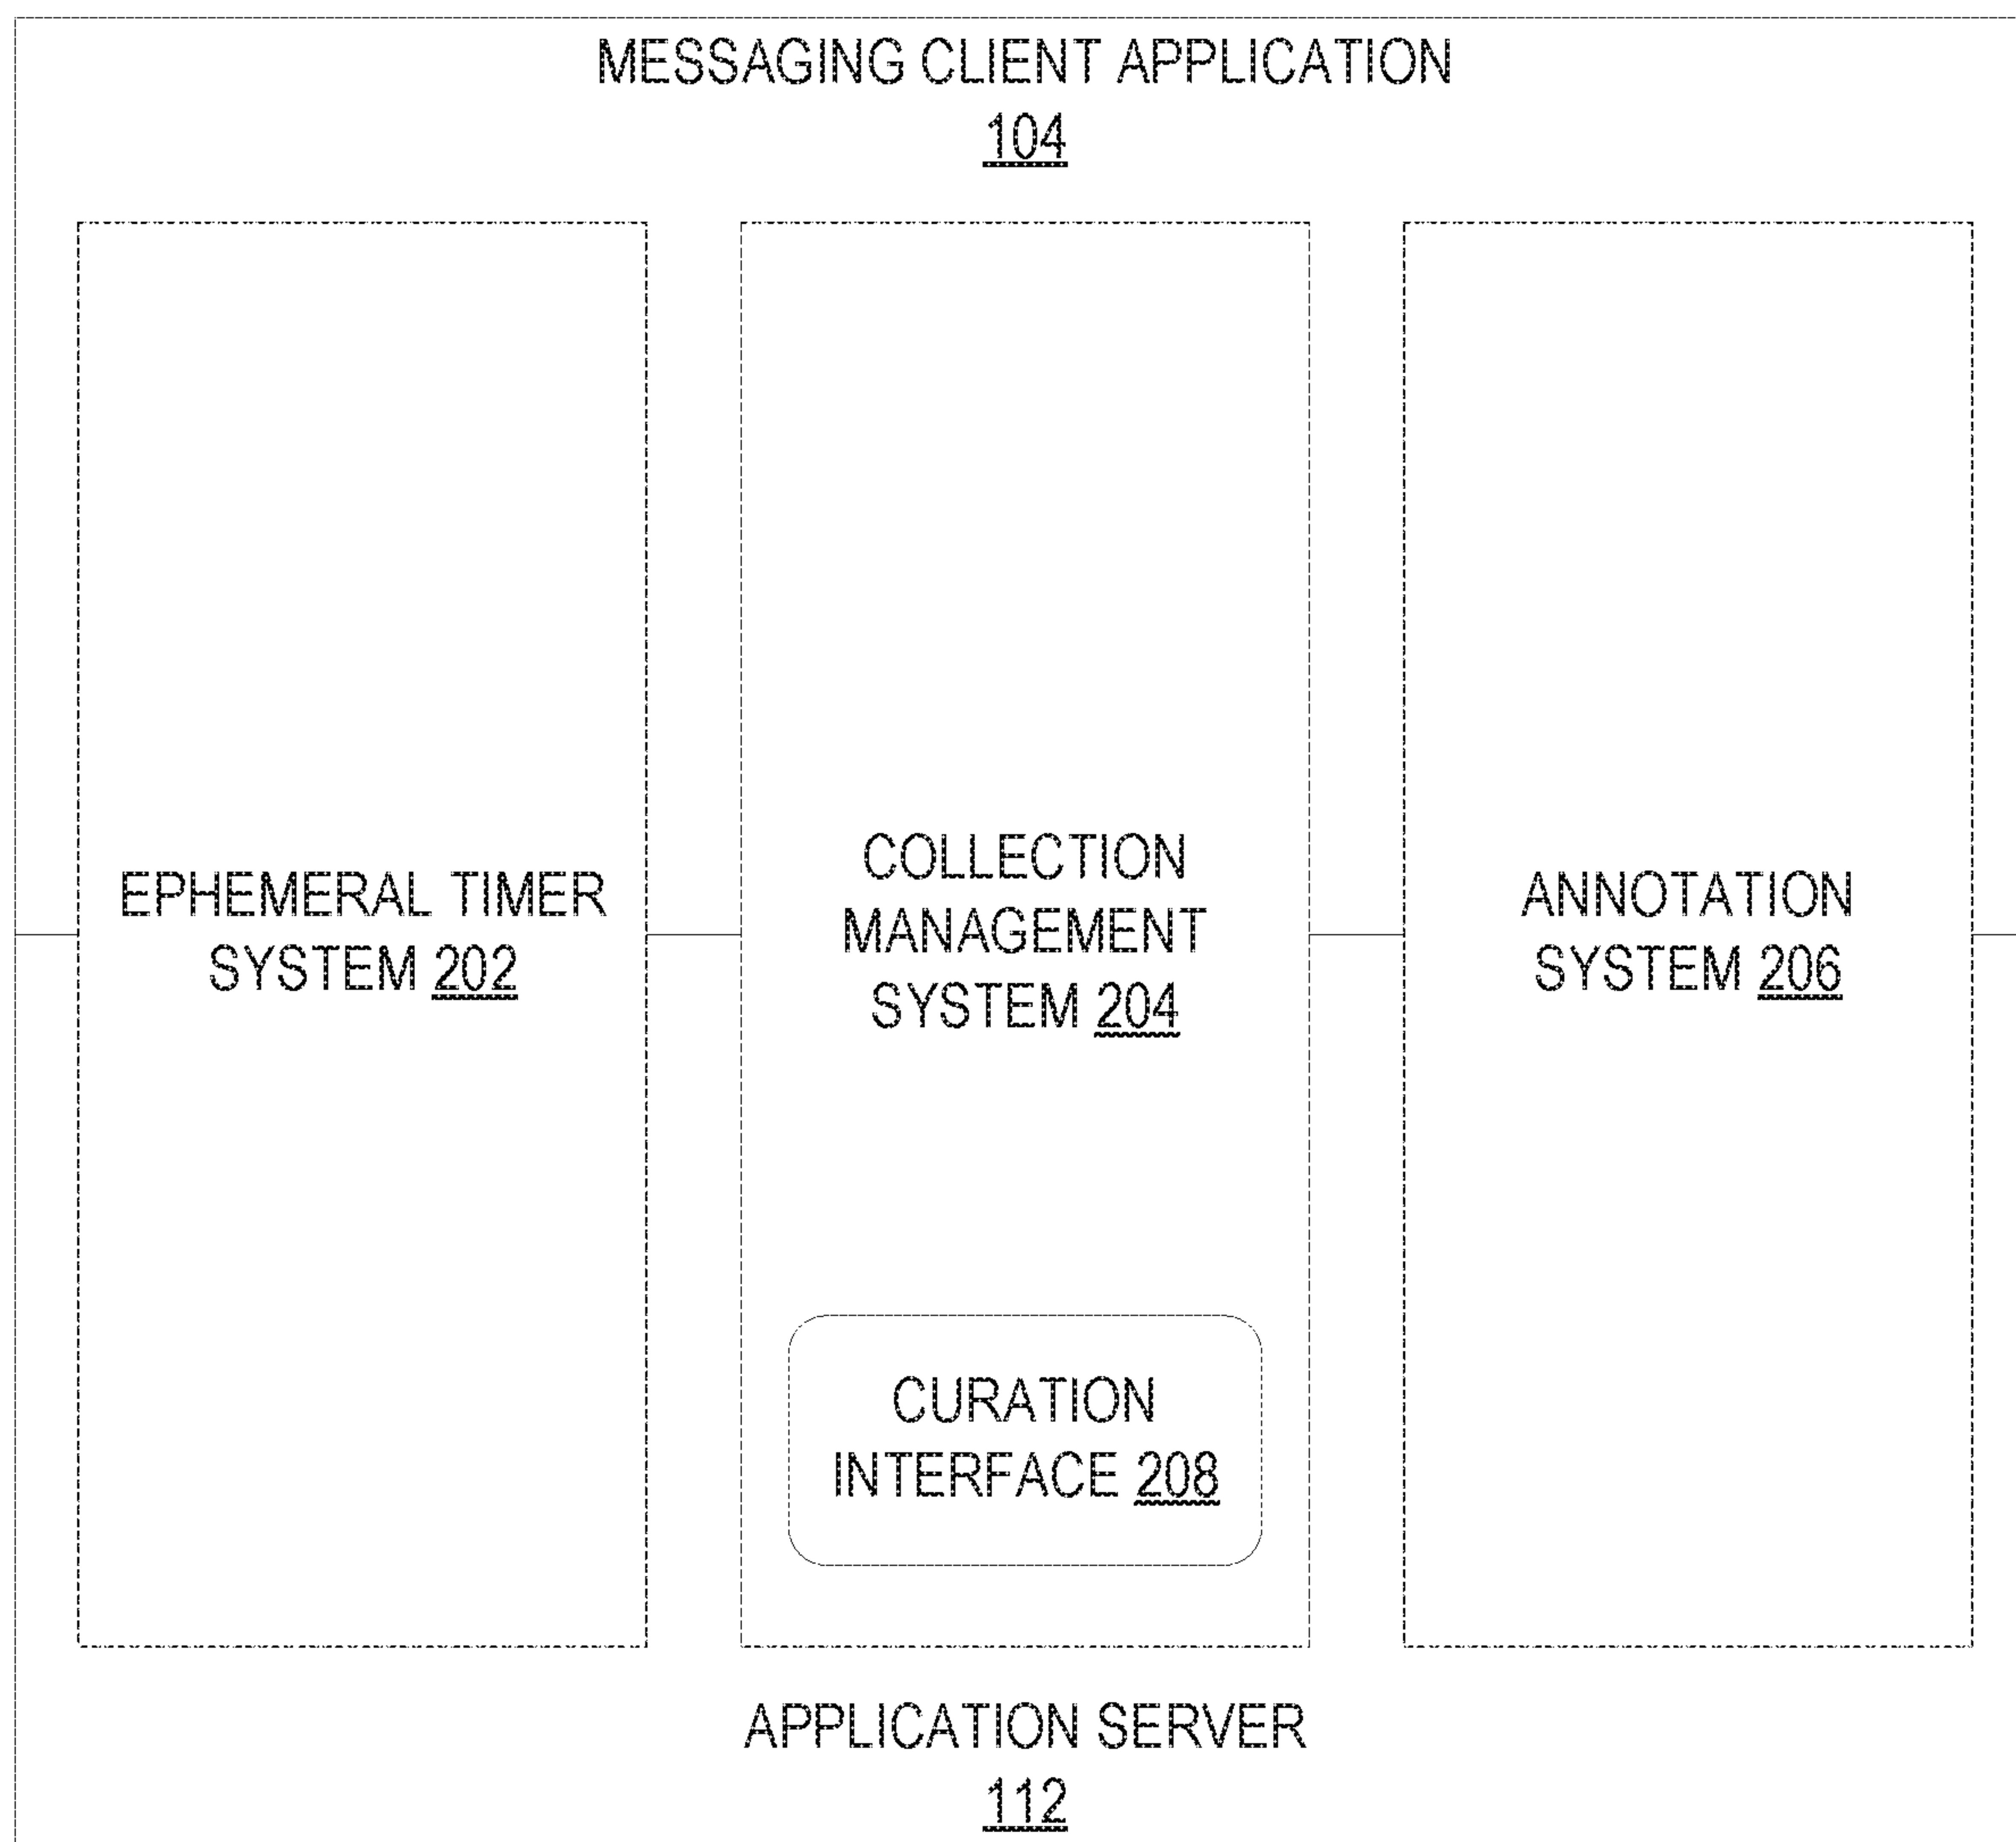 MESSAGING CLIENT APPLICATION
104
EPHEMERAL TIMER
SYSTEM 202
COLLECTION
MANAGEMENT
SYSTEM 204
ANNOTATION
SYSTEM 206
CURATION
INTERFACE 208
APPLICATION SERVER
112